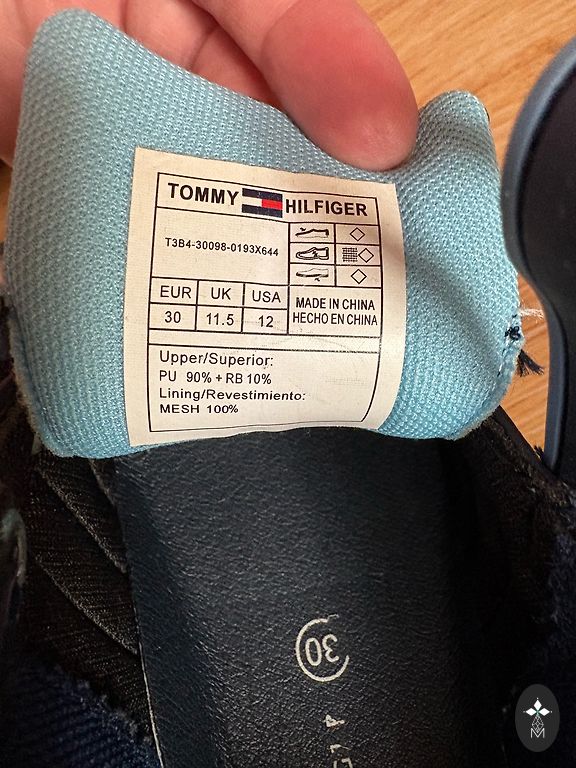 TOMMY HILFIGER
T3B4-30098-0193X644
EUR UK USA
30 11.5 12
MADE IN CHINA
HECHO EN CHINA
Upper/Superior:
PU 90% + RB 10%
Lining/Revestimiento:
MESH 100%
30
M